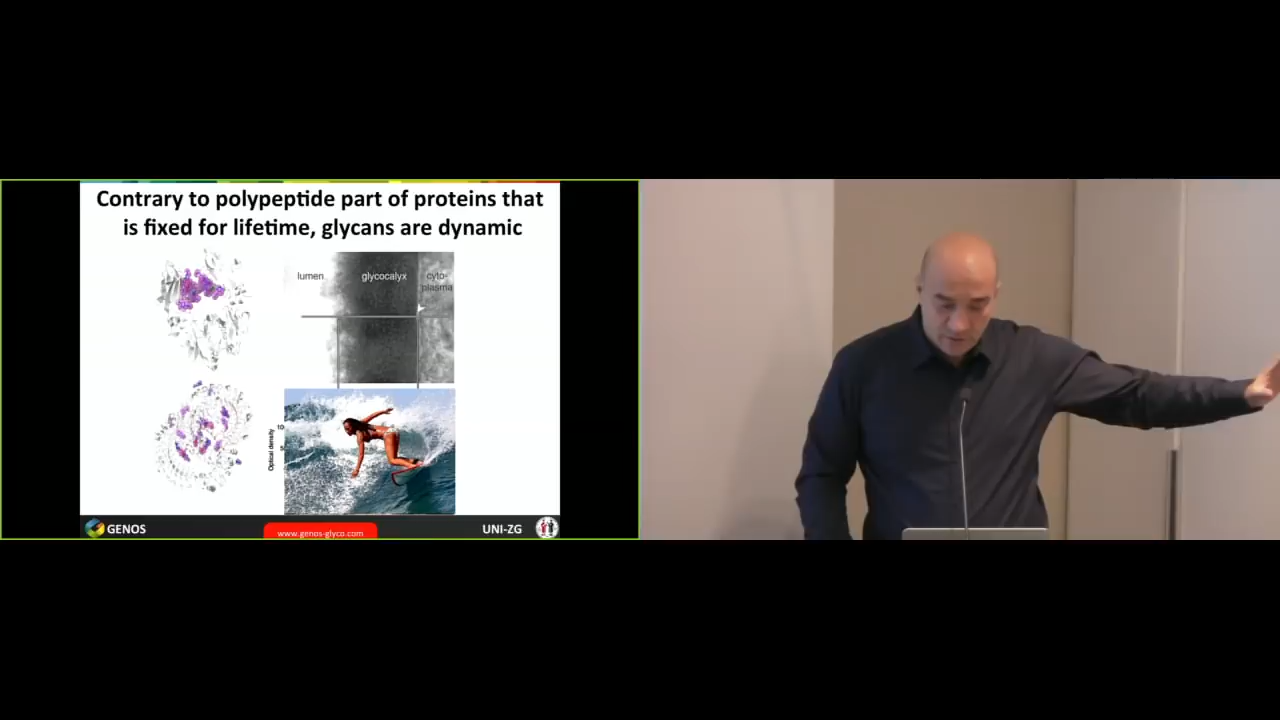 Contrary to polypeptide part of proteins that
is fixed for lifetime, glycans are dynamic
lumen
glycocalyx
cyto-
plasma
Optical density
10
GENOS
www.genos-glyco.com
UNI-ZG